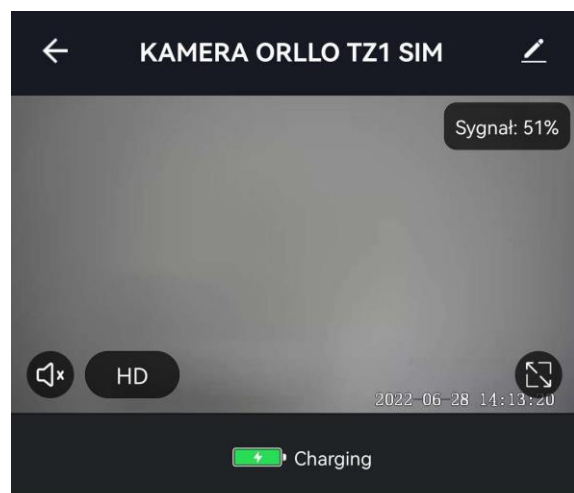 KAMERA ORLLO TZ1 SIM
Sygnał: 51%
HD
2022-06-28 14:13:20
Charging